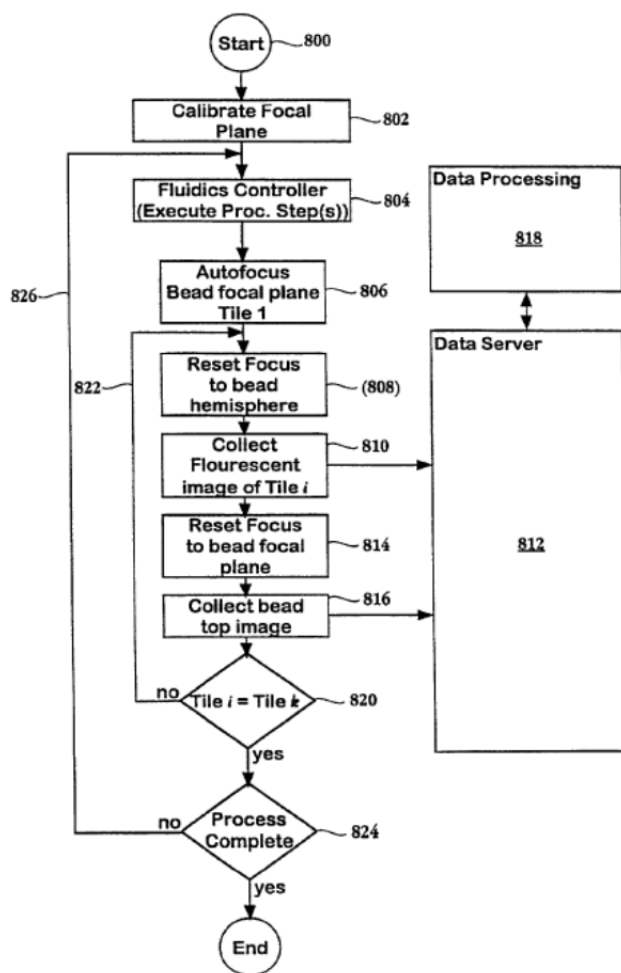 Start
800
Calibrate Focal
Plane
802
Fluidics Controller
(Execute Proc. Step(s))
804
Data Processing
818
826
Autofocus
Bead focal plane
Tile 1
806
Data Server
812
822
Reset Focus
to bead
hemisphere
(808)
Collect
Flourescent
image of Tile i
810
Reset Focus
to bead focal
plane
814
Collect bead
top image
816
no
Tile i = Tile k
820
yes
no
Process
Complete
824
yes
End